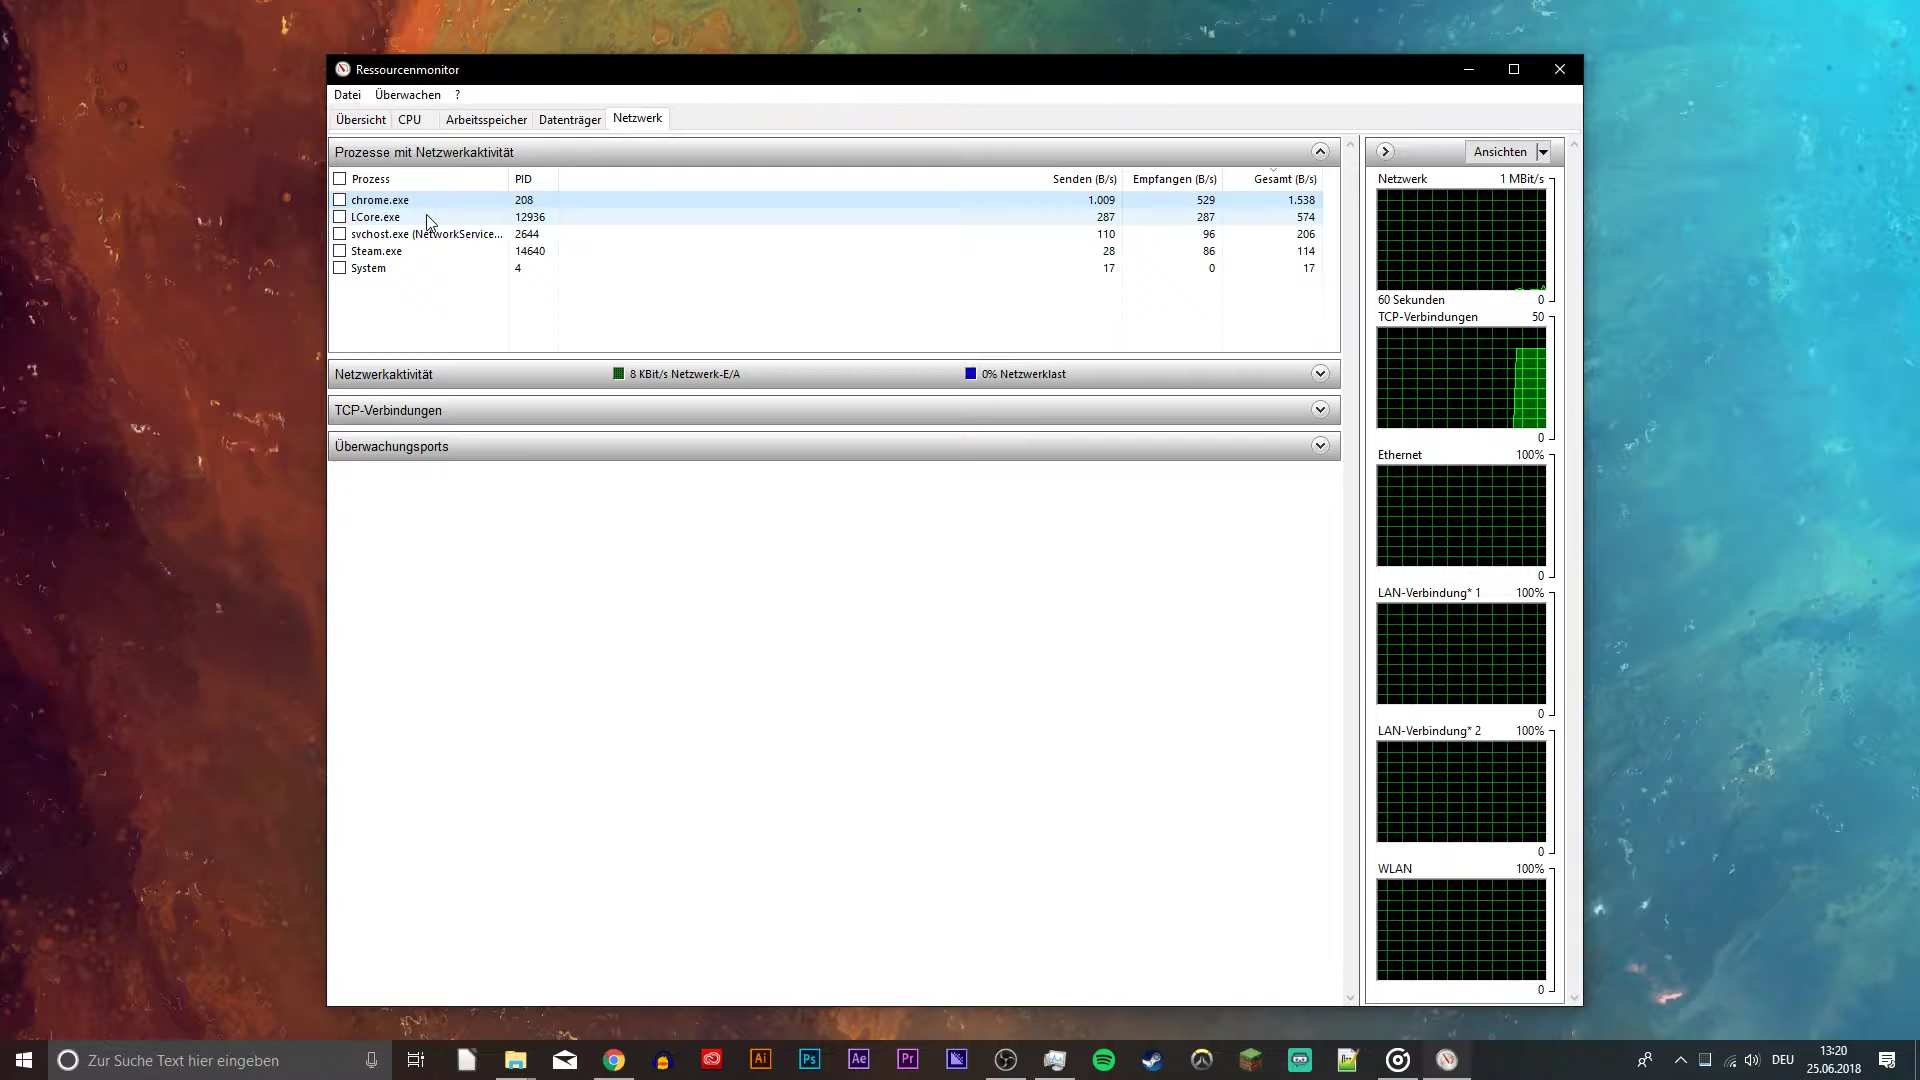 Ressourcenmonitor
Datei Überwachen ?
Übersicht CPU Arbeitsspeicher Datenträger Netzwerk
Prozesse mit Netzwerkaktivität
Prozess PID Senden (B/s) Empfangen (B/s) Gesamt (B/s)
chrome.exe 208 1.009 529 1.538
LCore.exe 12936 287 287 574
svchost.exe (NetworkService... 2644 110 96 206
Steam.exe 14640 28 86 114
System 4 17 0 17
Netzwerkaktivität 8 KBit/s Netzwerk-E/A 0% Netzwerklast
TCP-Verbindungen
Überwachungsports
Ansichten
Netzwerk 1 MBit/s
60 Sekunden 0
TCP-Verbindungen 50
0
Ethernet 100%
0
LAN-Verbindung* 1 100%
0
LAN-Verbindung* 2 100%
0
WLAN 100%
0
Zur Suche Text hier eingeben
Ai Ps Ae Pr
DEU
13:20
25.06.2018